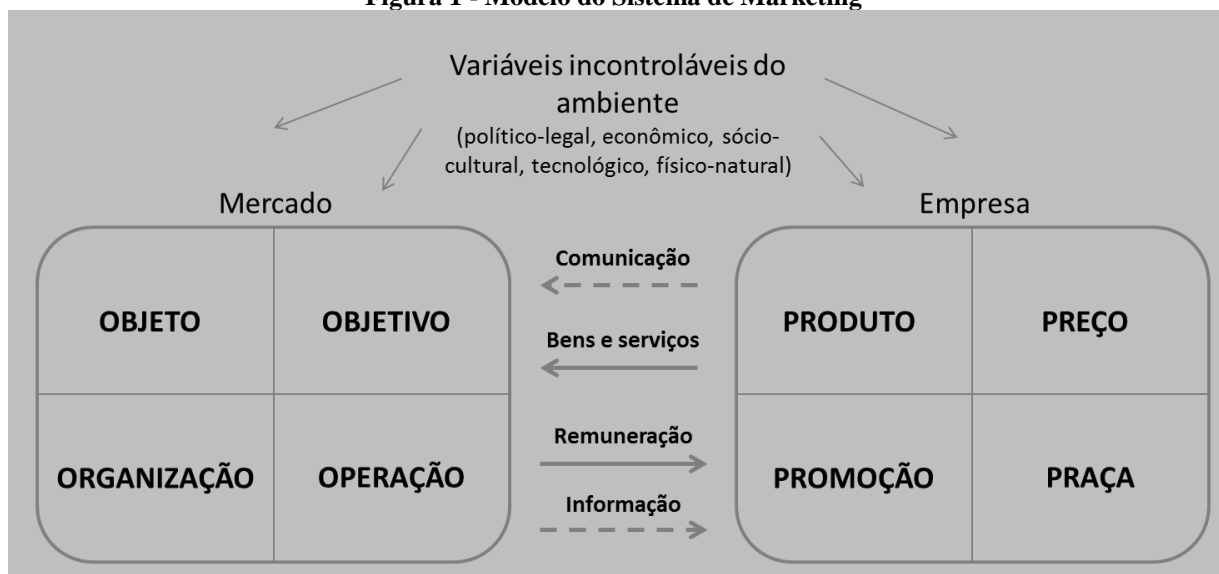 Figura 1 - Modelo do Sistema de Marketing
Variáveis incontroláveis do
ambiente
(político-legal, econômico, sócio-
cultural, tecnológico, físico-natural)
Mercado
Empresa
OBJETO
OBJETIVO
ORGANIZAÇÃO
OPERAÇÃO
Comunicação
Bens e serviços
Remuneração
Informação
PRODUTO
PREÇO
PROMOÇÃO
PRAÇA